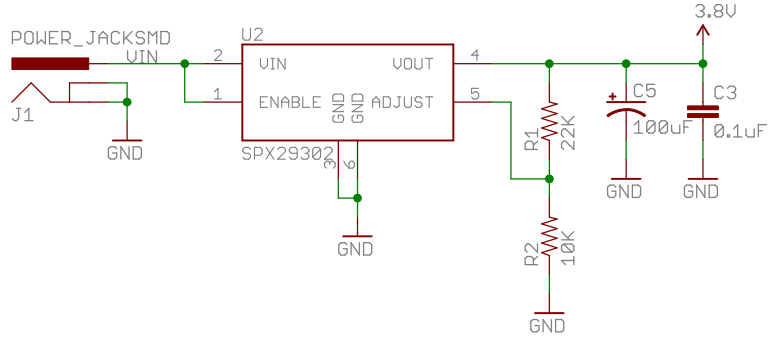 3.8V
POWER_JACKSMD
VIN
J1
GND
U2
2
VIN
VOUT
4
1
ENABLE
GND
GND
ADJUST
5
SPX29302
3
6
GND
R1
22K
R2
10K
GND
C5
100uF
GND
C3
0.1uF
GND